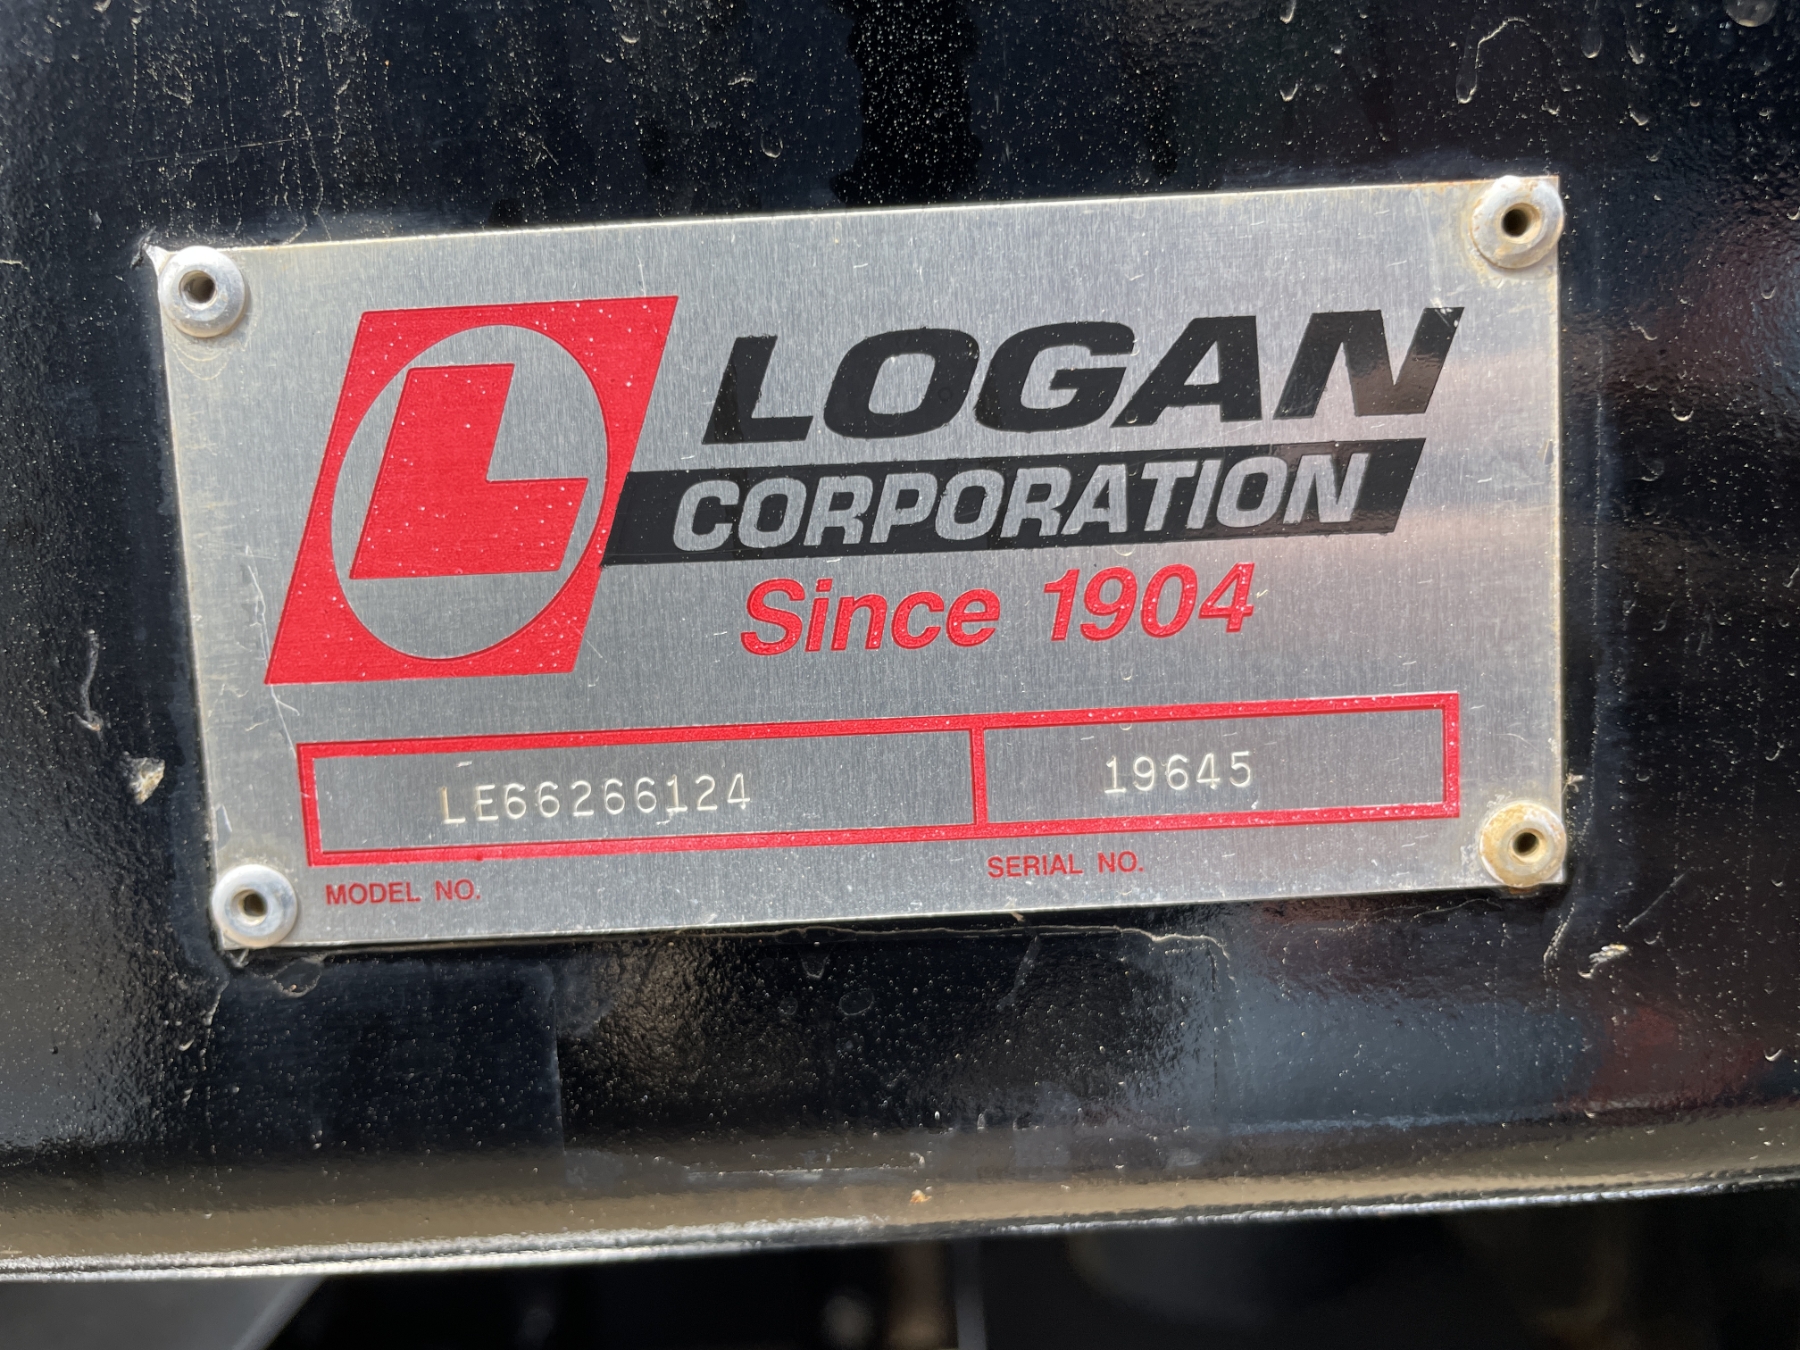 L
LOGAN
CORPORATION
Since 1904
LE66266124
19645
MODEL NO.
SERIAL NO.